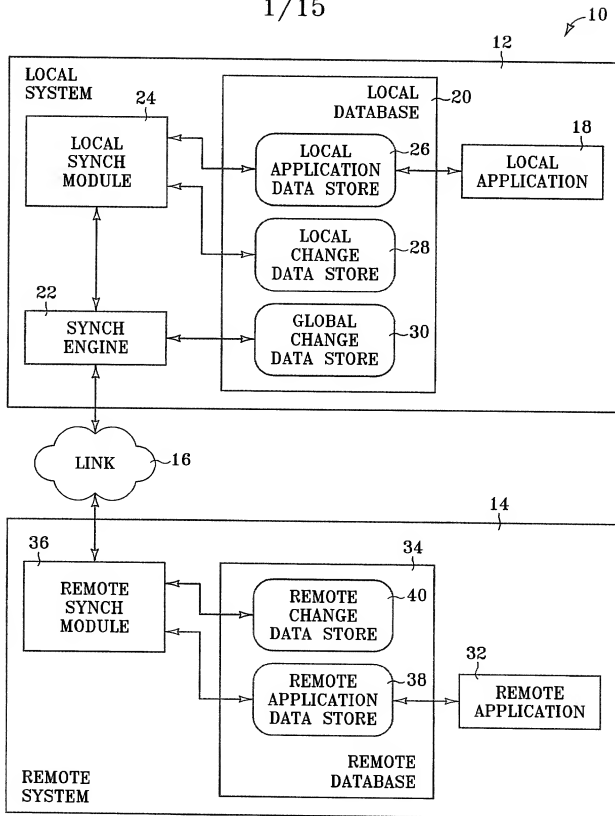 1/15
10
12
LOCAL
SYSTEM
24
LOCAL
SYNCH
MODULE
LOCAL
DATABASE
20
LOCAL
APPLICATION
DATA STORE
26
18
LOCAL
APPLICATION
LOCAL
CHANGE
DATA STORE
28
22
SYNCH
ENGINE
GLOBAL
CHANGE
DATA STORE
30
LINK
16
14
36
REMOTE
SYNCH
MODULE
34
REMOTE
CHANGE
DATA STORE
40
REMOTE
APPLICATION
DATA STORE
38
32
REMOTE
APPLICATION
REMOTE
DATABASE
REMOTE
SYSTEM